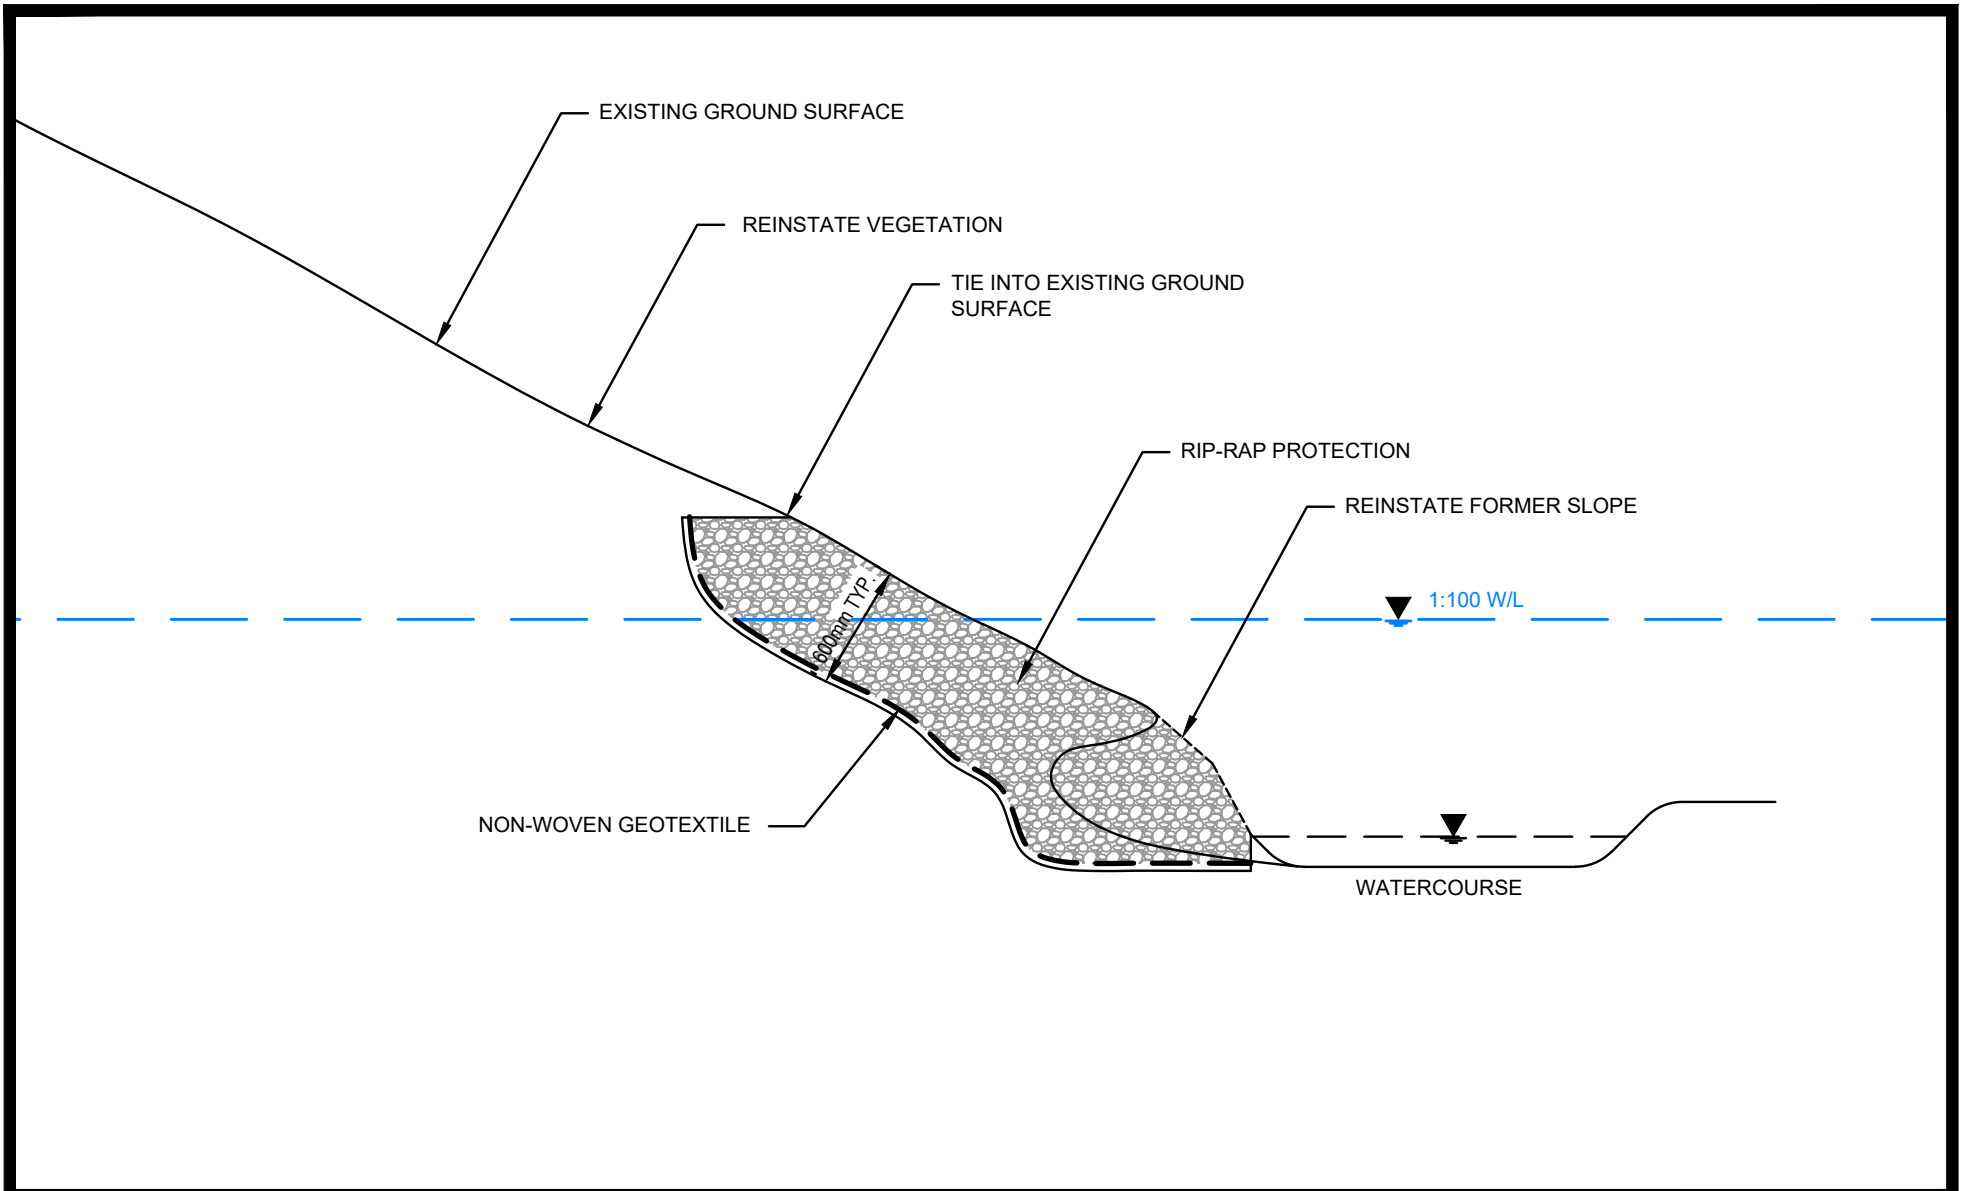 EXISTING GROUND SURFACE
REINSTATE VEGETATION
TIE INTO EXISTING GROUND
SURFACE
RIP-RAP PROTECTION
REINSTATE FORMER SLOPE
1:100 W/L
600mm TYP.
NON-WOVEN GEOTEXTILE
WATERCOURSE